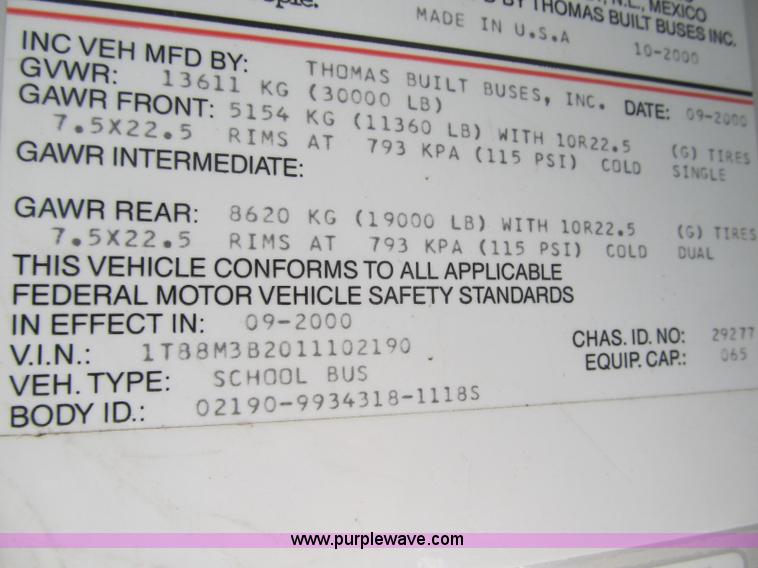 ople.
, N.L., MEXICO
D BY THOMAS BUILT BUSES INC.
MADE IN U.S.A 10-2000
INC VEH MFD BY: THOMAS BUILT BUSES, INC. DATE: 09-2000
GVWR: 13611 KG (30000 LB)
GAWR FRONT: 5154 KG (11360 LB) WITH 10R22.5 (G) TIRES
7.5X22.5 RIMS AT 793 KPA (115 PSI) COLD SINGLE
GAWR INTERMEDIATE:
GAWR REAR: 8620 KG (19000 LB) WITH 10R22.5 (G) TIRES
7.5X22.5 RIMS AT 793 KPA (115 PSI) COLD DUAL
THIS VEHICLE CONFORMS TO ALL APPLICABLE
FEDERAL MOTOR VEHICLE SAFETY STANDARDS
IN EFFECT IN: 09-2000
V.I.N.: 1T88M3B2011102190 CHAS. ID. NO: 29277
VEH. TYPE: SCHOOL BUS EQUIP. CAP.: 065
BODY ID.: 02190-9934318-1118S
www.purplewave.com